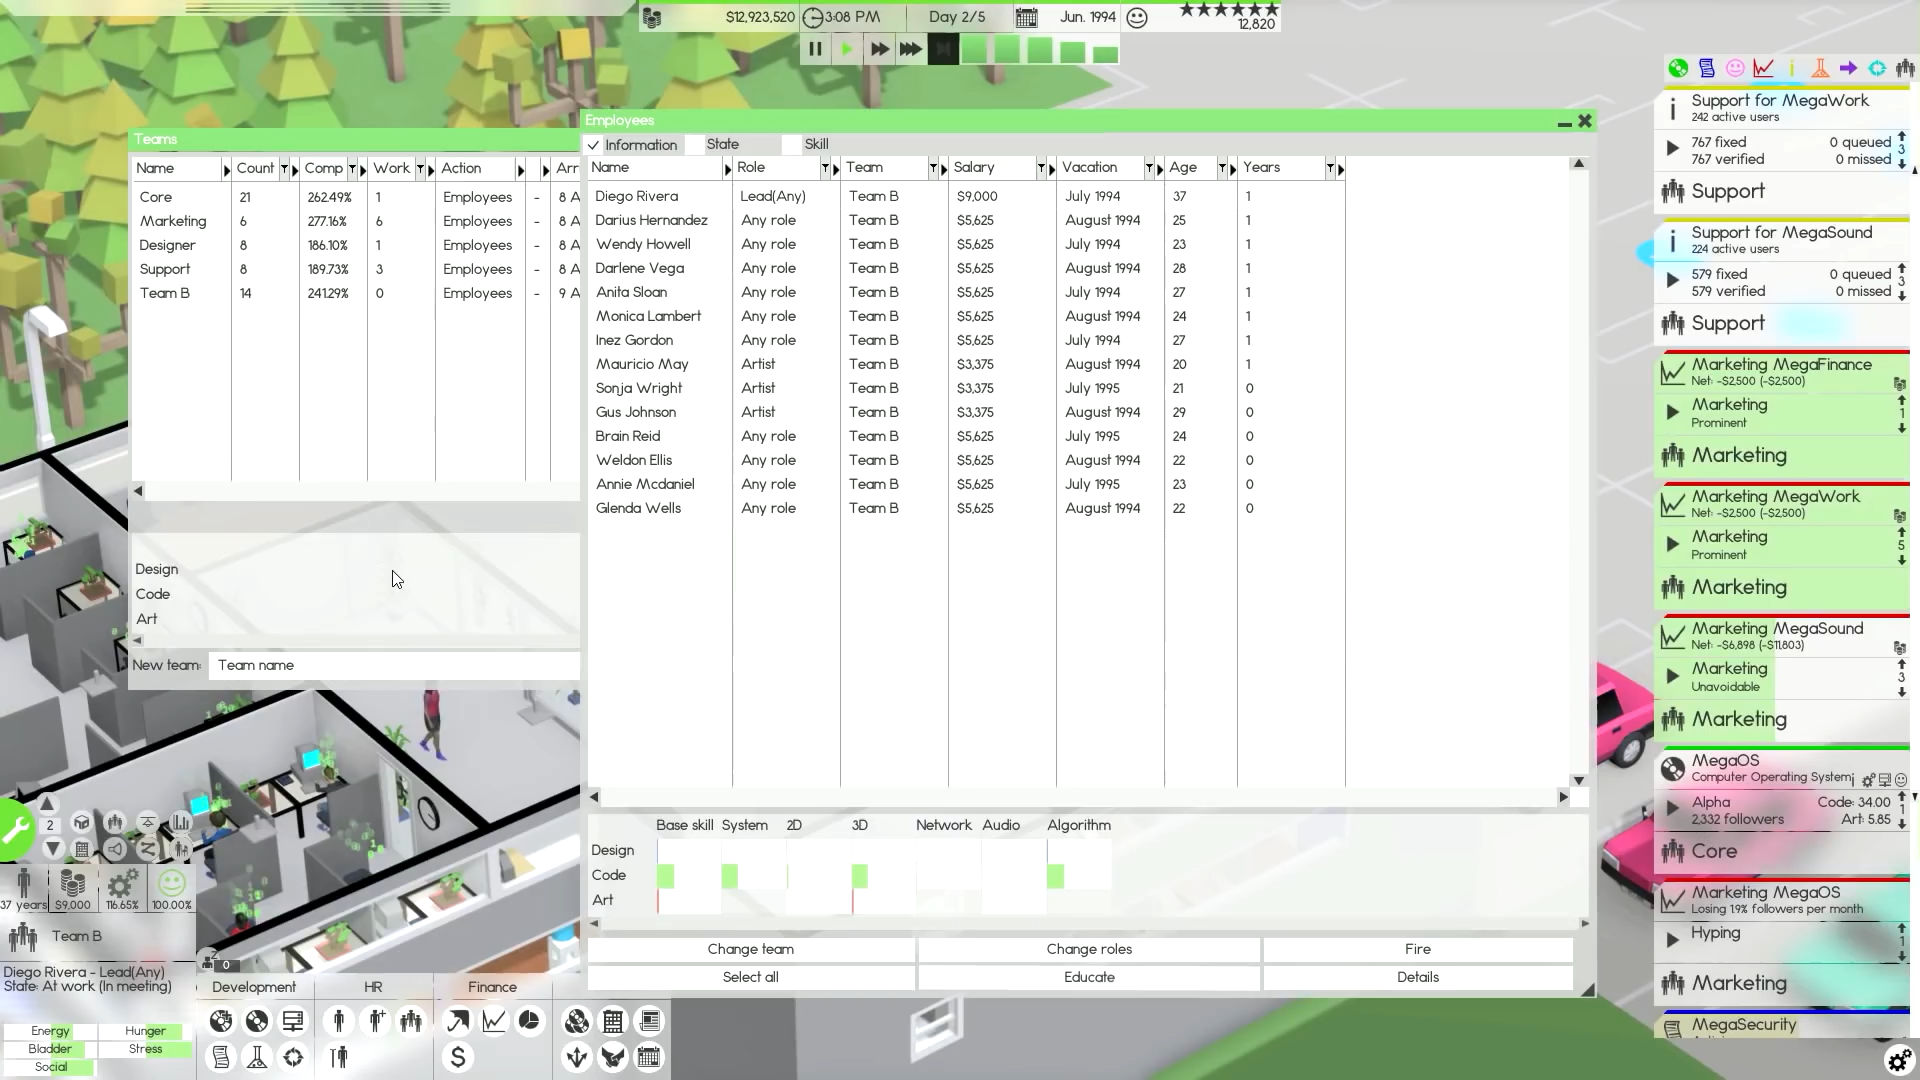 $12,923,520
3:08 PM
Day 2/5
Jun. 1994
12,820
Teams
Name Count Comp Work Action Arr
Core 21 262.49% 1 Employees - 8 A
Marketing 6 277.16% 6 Employees - 8 A
Designer 8 186.10% 1 Employees - 8 A
Support 8 189.73% 3 Employees - 8 A
Team B 14 241.29% 0 Employees - 9 A
Design
Code
Art
New team: Team name
Employees
Information State Skill
Name Role Team Salary Vacation Age Years
Diego Rivera Lead(Any) Team B $9,000 July 1994 37 1
Darius Hernandez Any role Team B $5,625 August 1994 25 1
Wendy Howell Any role Team B $5,625 July 1994 23 1
Darlene Vega Any role Team B $5,625 August 1994 28 1
Anita Sloan Any role Team B $5,625 July 1994 27 1
Monica Lambert Any role Team B $5,625 August 1994 24 1
Inez Gordon Any role Team B $5,625 July 1994 27 1
Mauricio May Artist Team B $3,375 August 1994 20 1
Sonja Wright Artist Team B $3,375 July 1995 21 0
Gus Johnson Artist Team B $3,375 August 1994 29 0
Brain Reid Any role Team B $5,625 July 1995 24 0
Weldon Ellis Any role Team B $5,625 August 1994 22 0
Annie Mcdaniel Any role Team B $5,625 July 1995 23 0
Glenda Wells Any role Team B $5,625 August 1994 22 0
Base skill System 2D 3D Network Audio Algorithm
Design
Code
Art
Change team Change roles Fire
Select all Educate Details
Support for MegaWork
242 active users
767 fixed 0 queued
767 verified 0 missed
3
Support
Support for MegaSound
224 active users
579 fixed 0 queued
579 verified 0 missed
3
Support
Marketing MegaFinance
Net: -$2,500 (-$2,500)
Marketing
Prominent
1
Marketing
Marketing MegaWork
Net: -$2,500 (-$2,500)
Marketing
Prominent
5
Marketing
Marketing MegaSound
Net: -$6,898 (-$11,803)
Marketing
Unavoidable
3
Marketing
MegaOS
Computer Operating System
Alpha Code: 34.00
2,332 followers Art: 5.85
1
Core
Marketing MegaOS
Losing 19% followers per month
Hyping
1
Marketing
MegaSecurity
2
37 years $9,000 116.65% 100.00%
Team B
Diego Rivera - Lead(Any)
State: At work (In meeting)
Energy Hunger
Bladder Stress
Social
0
Development HR Finance